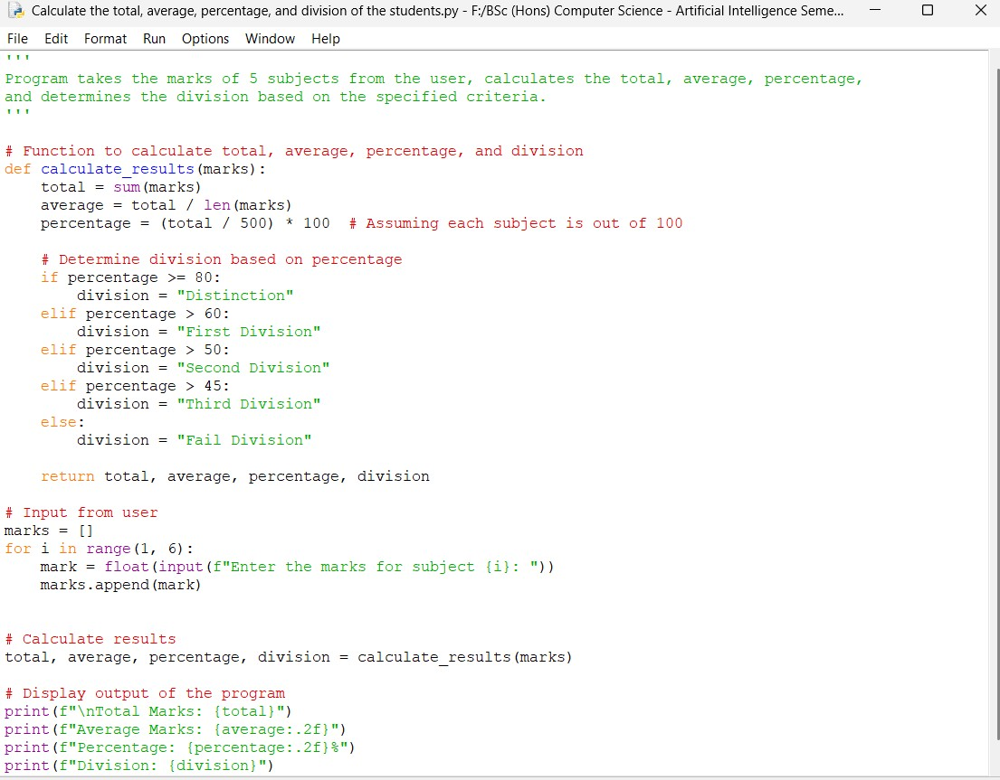 Calculate the total, average, percentage, and division of the students.py - F:/BSc (Hons) Computer Science - Artificial Intelligence Seme...
File Edit Format Run Options Window Help
'''
Program takes the marks of 5 subjects from the user, calculates the total, average, percentage,
and determines the division based on the specified criteria.
'''

# Function to calculate total, average, percentage, and division
def calculate_results(marks):
    total = sum(marks)
    average = total / len(marks)
    percentage = (total / 500) * 100  # Assuming each subject is out of 100

    # Determine division based on percentage
    if percentage >= 80:
        division = "Distinction"
    elif percentage > 60:
        division = "First Division"
    elif percentage > 50:
        division = "Second Division"
    elif percentage > 45:
        division = "Third Division"
    else:
        division = "Fail Division"

    return total, average, percentage, division

# Input from user
marks = []
for i in range(1, 6):
    mark = float(input(f"Enter the marks for subject {i}: "))
    marks.append(mark)


# Calculate results
total, average, percentage, division = calculate_results(marks)

# Display output of the program
print(f"\nTotal Marks: {total}")
print(f"Average Marks: {average:.2f}")
print(f"Percentage: {percentage:.2f}%")
print(f"Division: {division}")